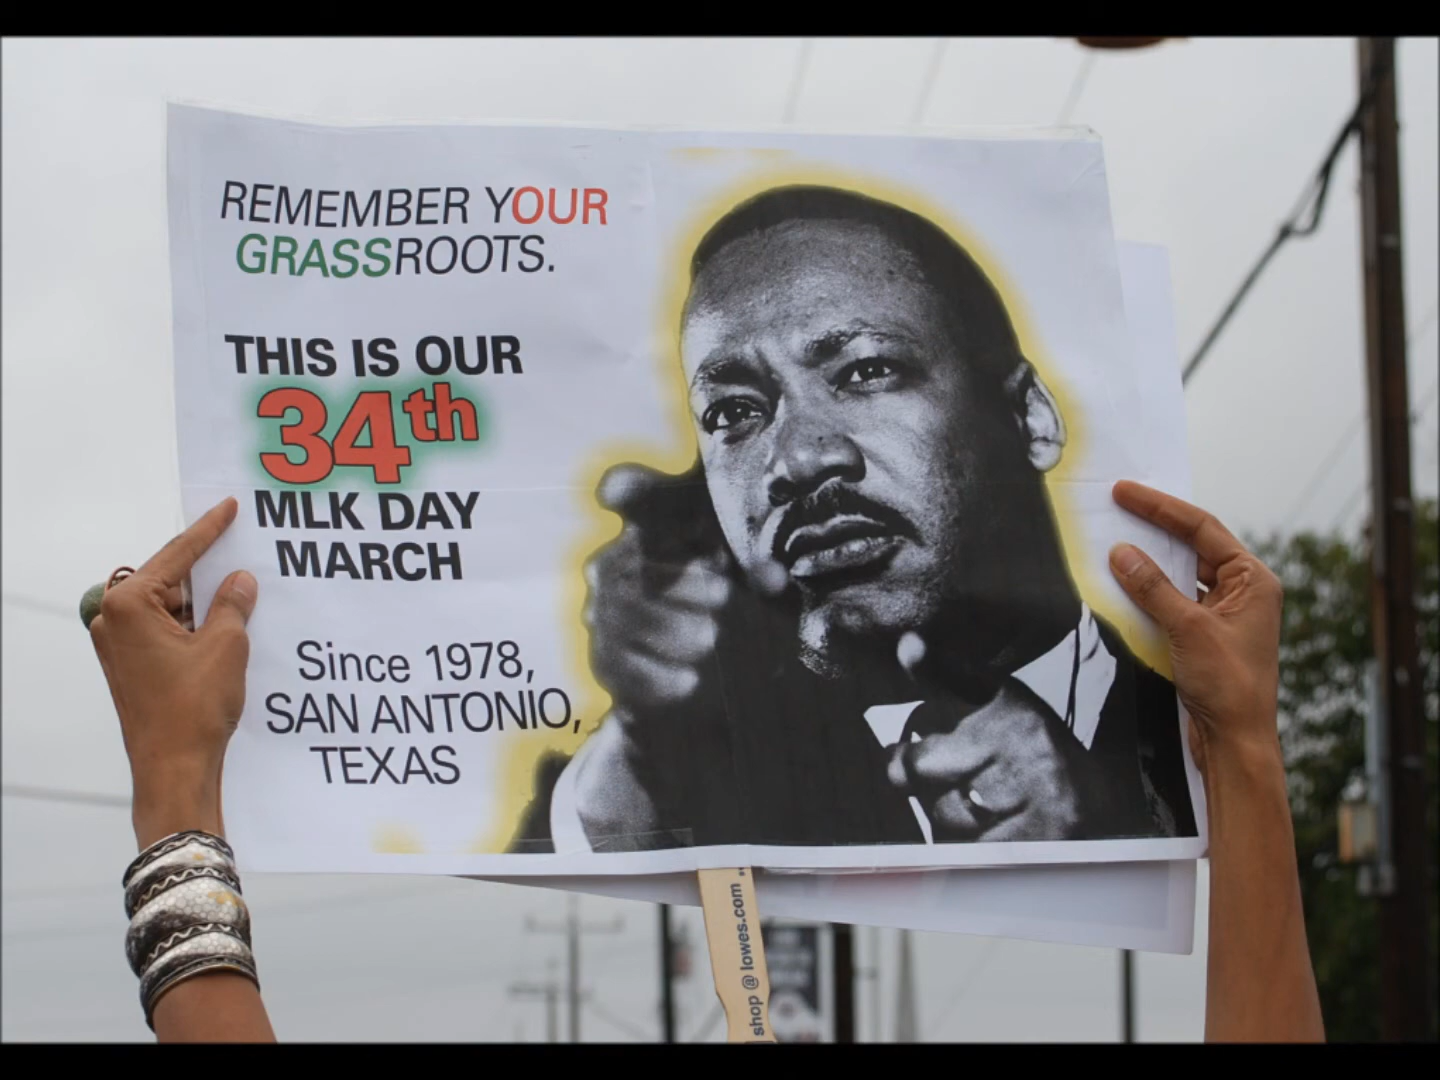 REMEMBER YOUR
GRASSROOTS.
THIS IS OUR
34th
MLK DAY
MARCH
Since 1978,
SAN ANTONIO,
TEXAS
shop @ lowes.com